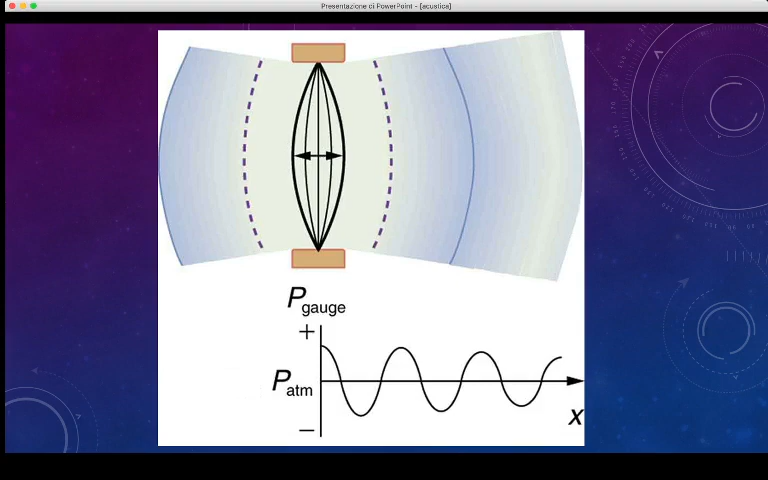 Presentazione di PowerPoint - [acustica]
P gauge
+
P atm
−
x